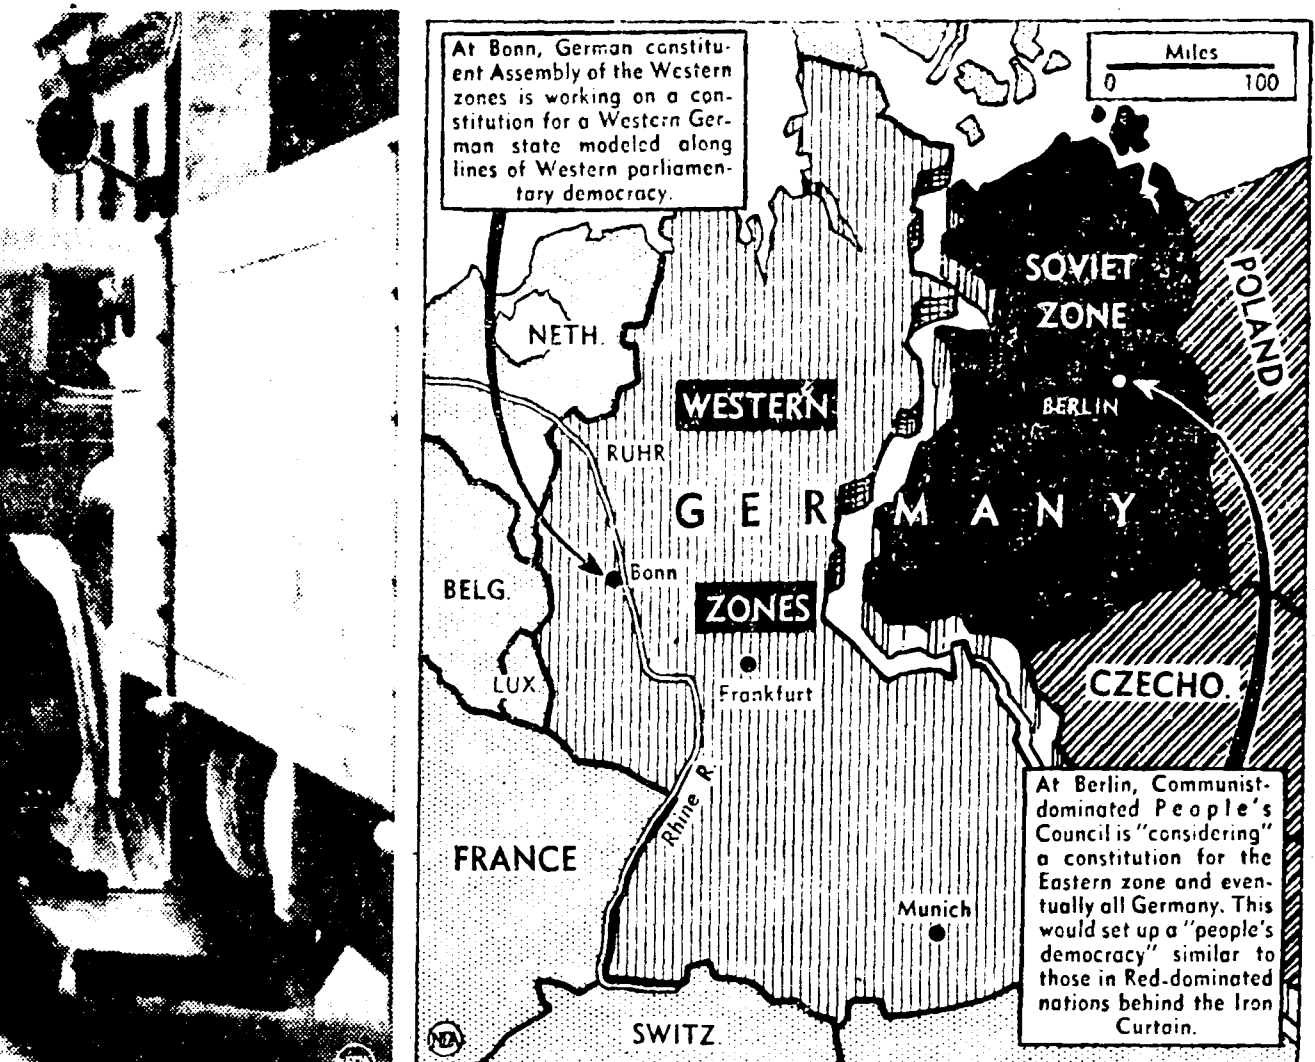 At Bonn, German constitu-
ent Assembly of the Western
zones is working on a con-
stitution for a Western Ger-
man state modeled along
lines of Western parliamen-
tary democracy.
Miles
0 100
SOVIET
ZONE
POLAND
NETH.
BERLIN
WESTERN
RUHR
GERMANY
Bonn
BELG.
ZONES
LUX
Frankfurt
CZECHO.
Rhine R.
FRANCE
Munich
At Berlin, Communist-
dominated People's
Council is "considering"
a constitution for the
Eastern zone and even-
tually all Germany. This
would set up a "people's
democracy" similar to
those in Red-dominated
nations behind the Iron
Curtain.
SWITZ.
NEA